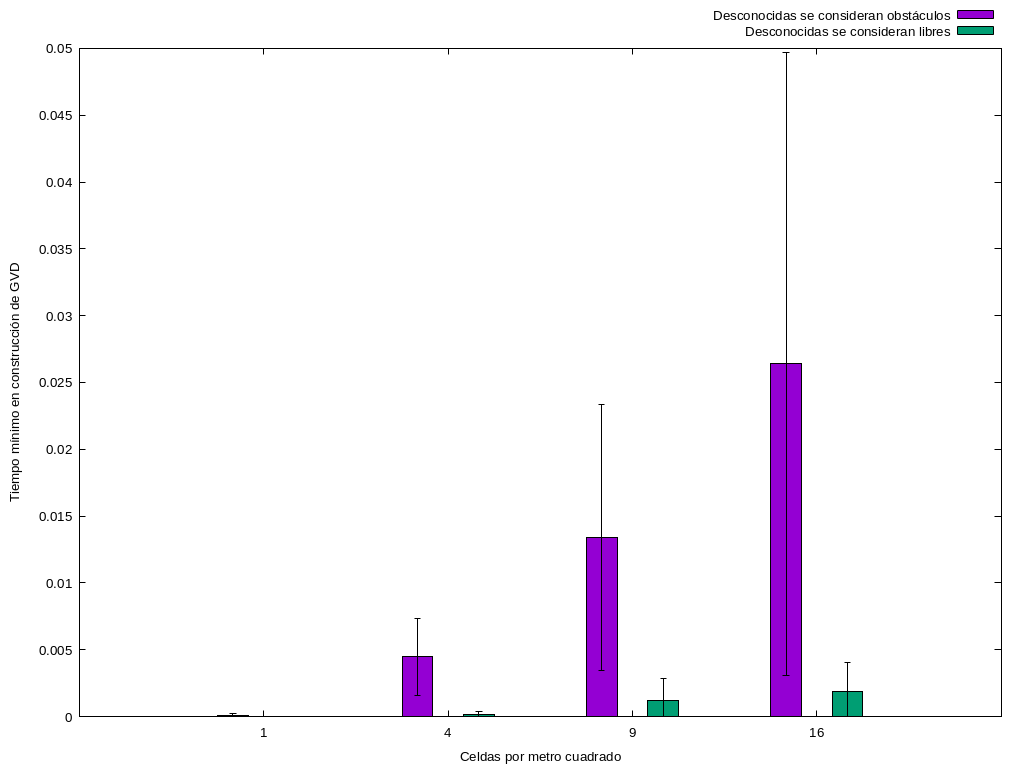 Desconocidas se consideran obstáculos
Desconocidas se consideran libres
0.05
0.045
0.04
0.035
0.03
0.025
0.02
0.015
0.01
0.005
0
Tiempo mínimo en construcción de GVD
1 4 9 16
Celdas por metro cuadrado